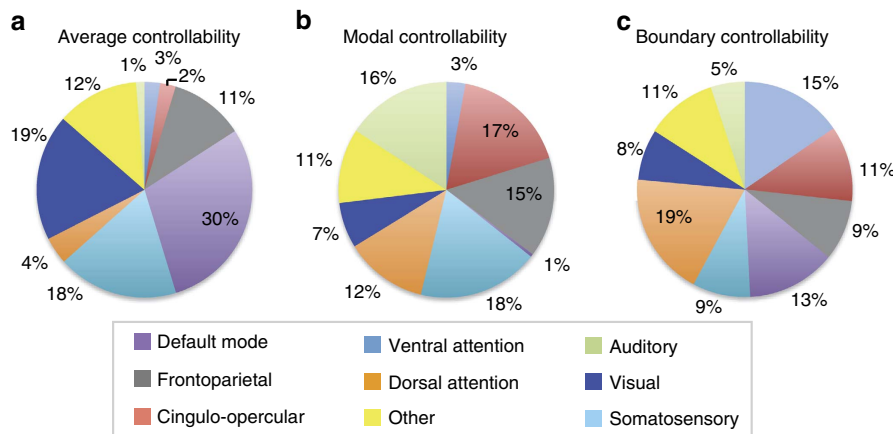 a
Average controllability
1%
3%
2%
11%
30%
18%
4%
19%
12%
b
Modal controllability
3%
17%
15%
1%
18%
12%
7%
11%
16%
c
Boundary controllability
15%
11%
9%
13%
9%
19%
8%
11%
5%
Default mode
Ventral attention
Auditory
Frontoparietal
Dorsal attention
Visual
Cingulo-opercular
Other
Somatosensory